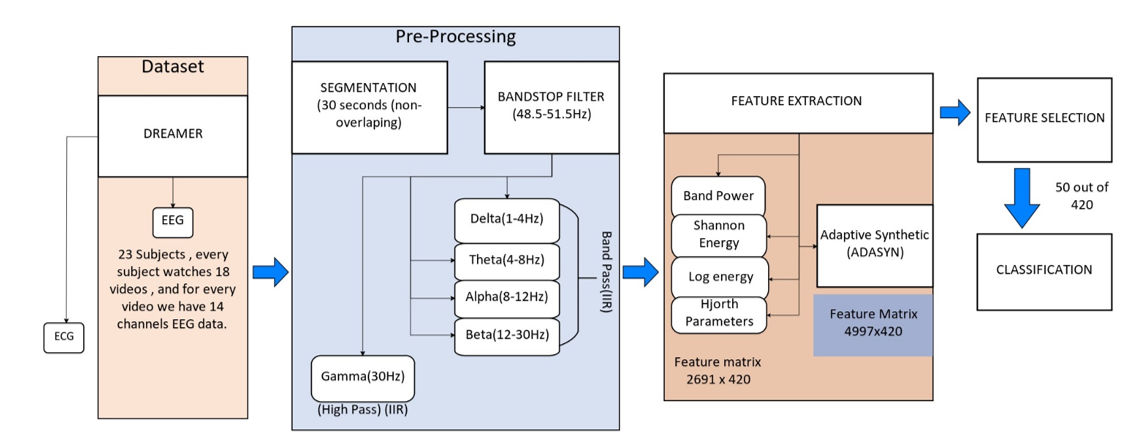 Dataset
DREAMER
EEG
23 Subjects , every
subject watches 18
videos , and for every
video we have 14
channels EEG data.
ECG
Pre-Processing
SEGMENTATION
(30 seconds (non-
overlaping)
BANDSTOP FILTER
(48.5-51.5Hz)
Delta(1-4Hz)
Theta(4-8Hz)
Alpha(8-12Hz)
Beta(12-30Hz)
Band Pass(IIR)
Gamma(30Hz)
(High Pass) (IIR)
FEATURE EXTRACTION
Band Power
Shannon
Energy
Log energy
Hjorth
Parameters
Feature matrix
2691 x 420
Adaptive Synthetic
(ADASYN)
Feature Matrix
4997x420
FEATURE SELECTION
50 out of
420
CLASSIFICATION